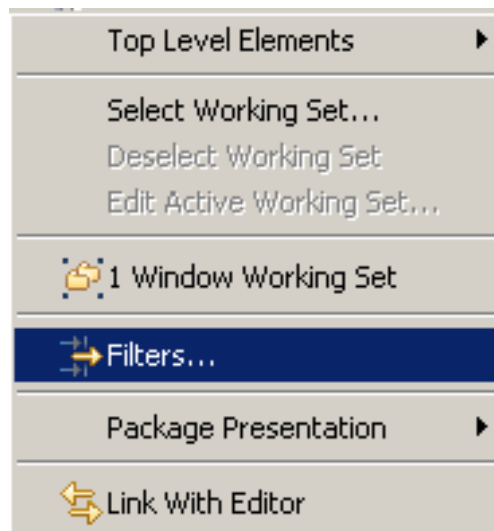 Top Level Elements
Select Working Set...
Deselect Working Set
Edit Active Working Set...
1 Window Working Set
Filters...
Package Presentation
Link With Editor